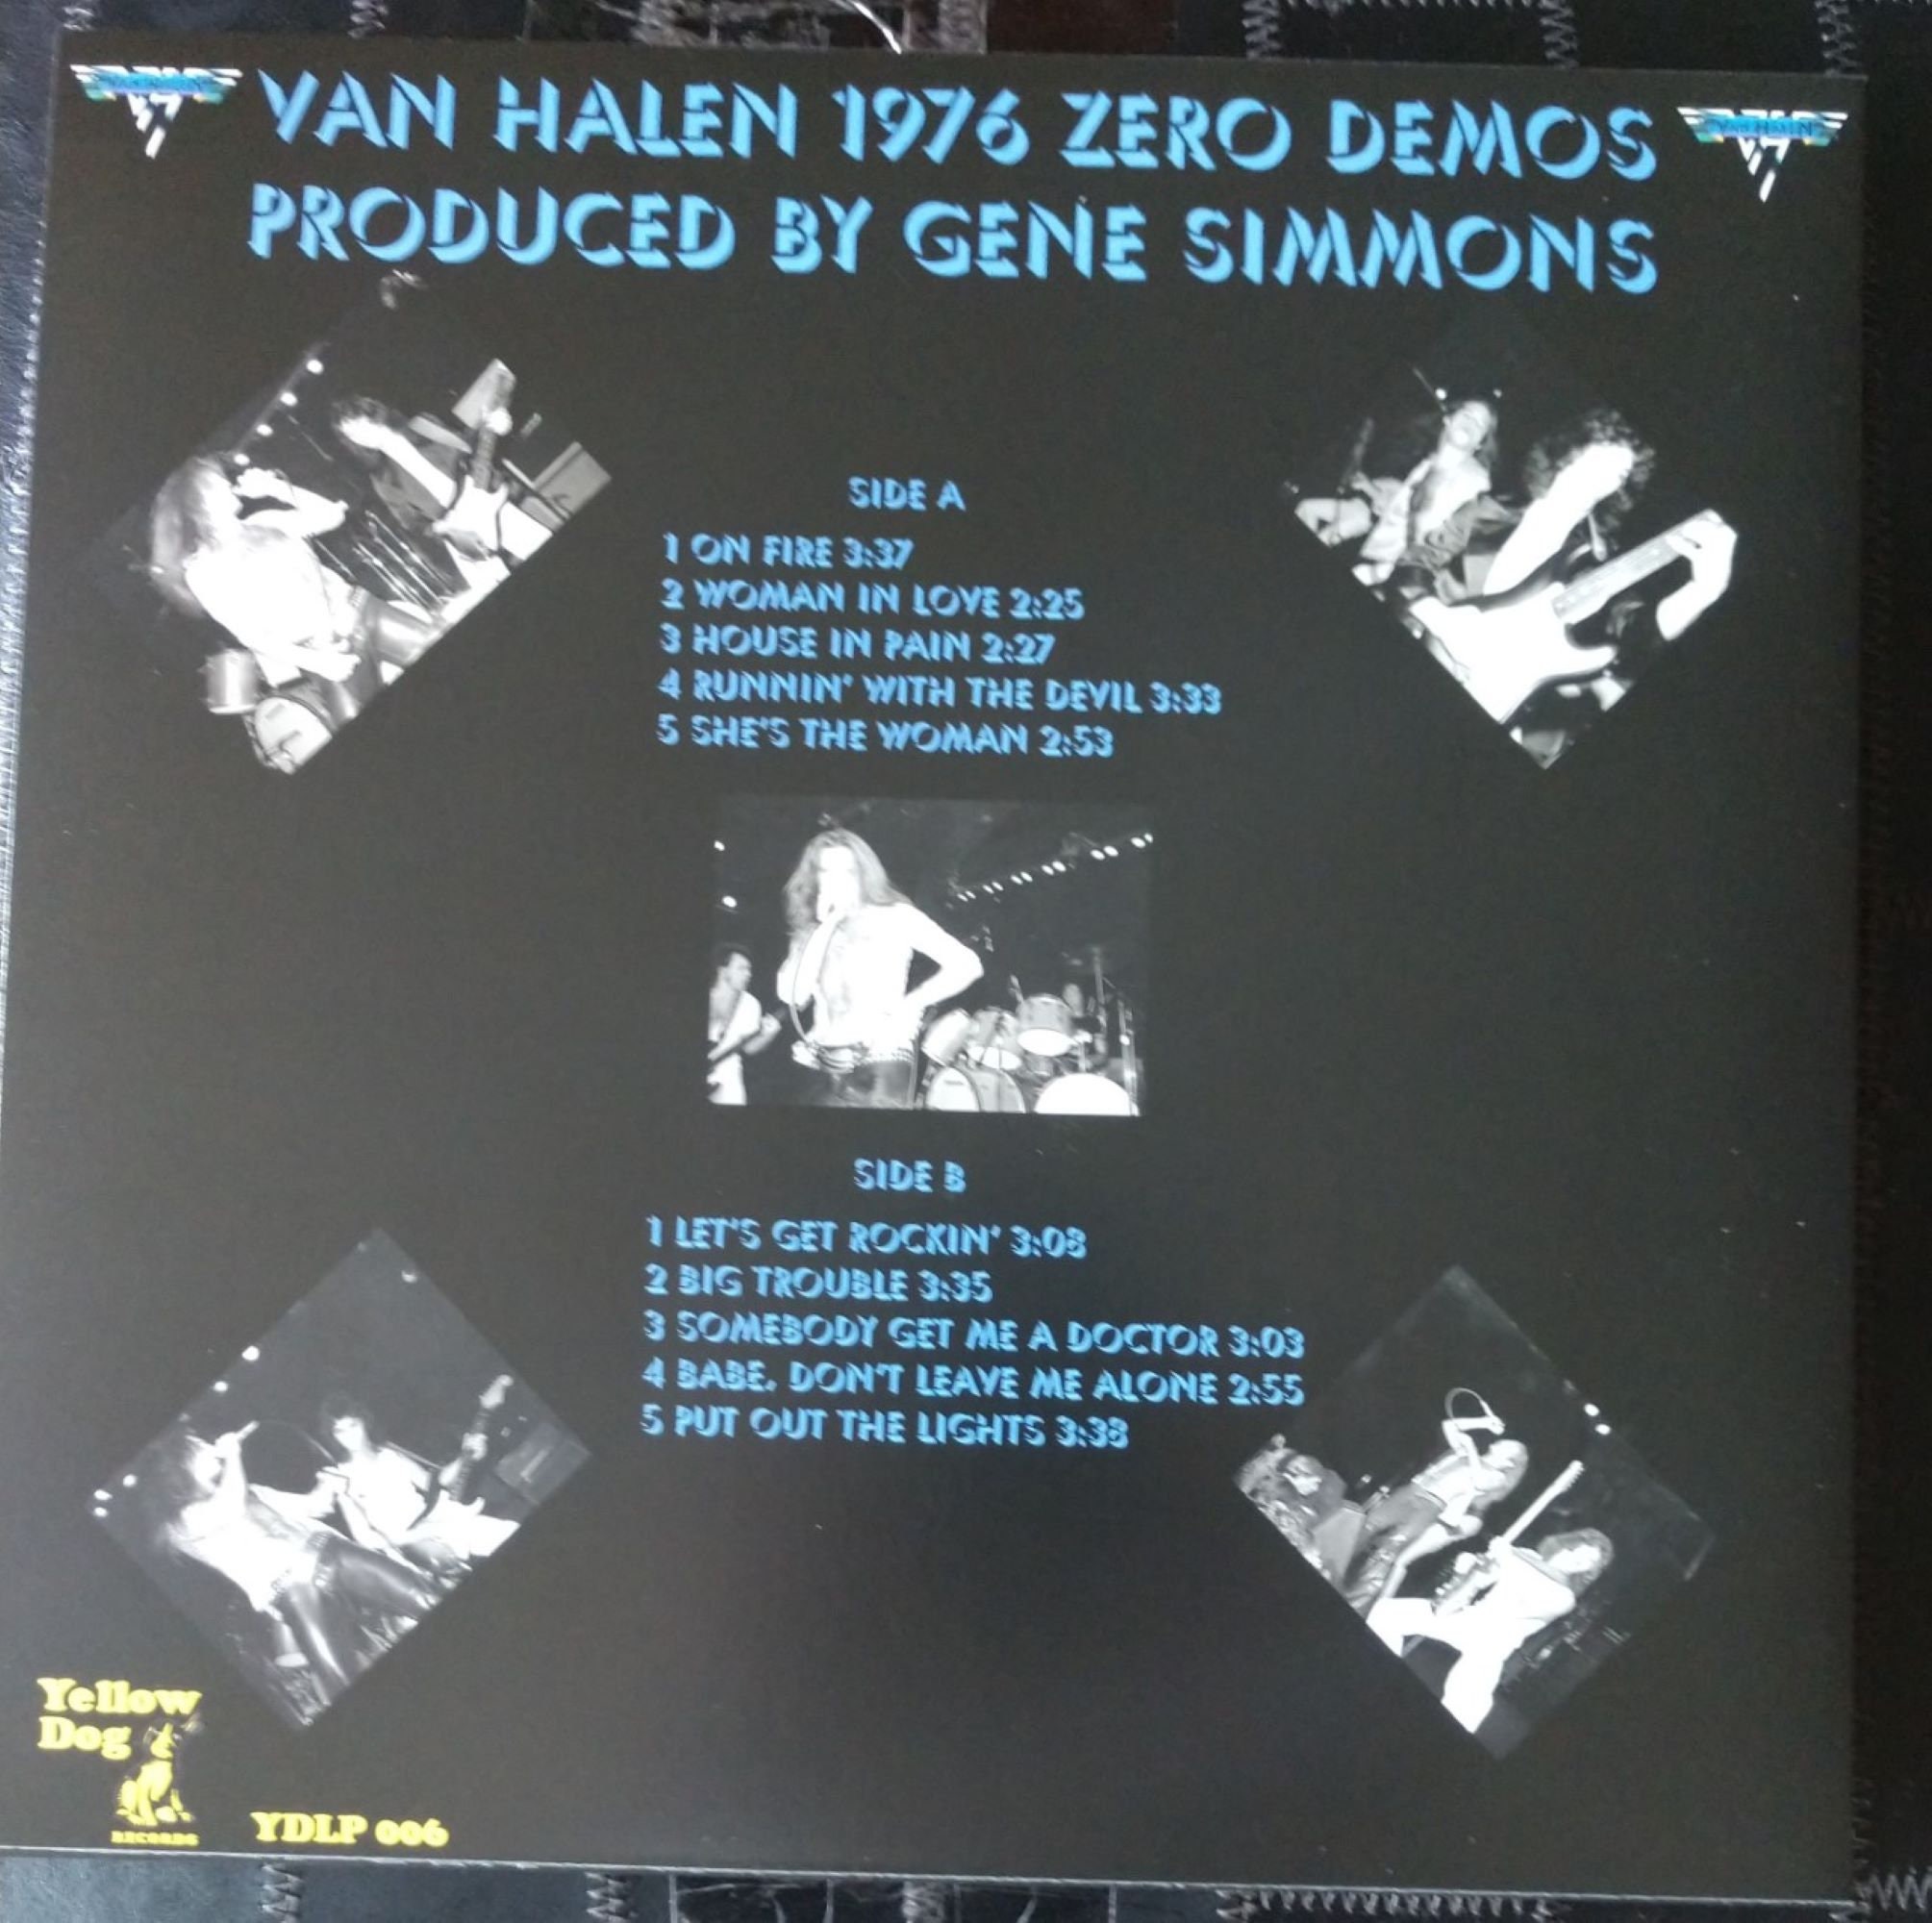 VAN HALEN 1976 ZERO DEMOS
PRODUCED BY GENE SIMMONS
SIDE A
1 ON FIRE 3:37
2 WOMAN IN LOVE 2:25
3 HOUSE IN PAIN 2:27
4 RUNNIN' WITH THE DEVIL 3:33
5 SHE'S THE WOMAN 2:53
SIDE B
1 LET'S GET ROCKIN' 3:08
2 BIG TROUBLE 3:35
3 SOMEBODY GET ME A DOCTOR 3:03
4 BABE, DON'T LEAVE ME ALONE 2:55
5 PUT OUT THE LIGHTS 3:38
Yellow
Dog
RECORDS
YDLP 006